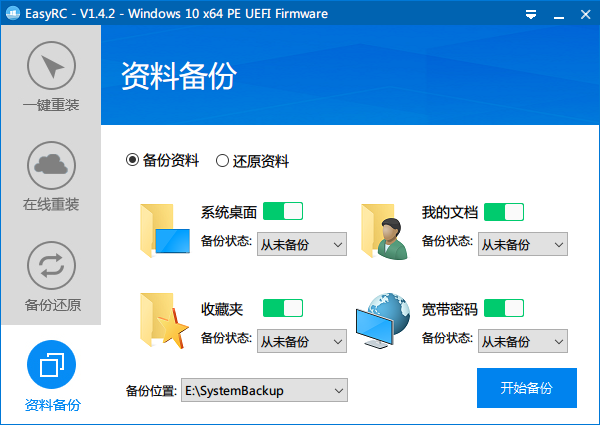 EasyRC - V1.4.2 - Windows 10 x64 PE UEFI Firmware
一键重装
在线重装
备份还原
资料备份
资料备份
备份资料 还原资料
系统桌面
备份状态: 从未备份
我的文档
备份状态: 从未备份
收藏夹
备份状态: 从未备份
宽带密码
备份状态: 从未备份
备份位置: E:\SystemBackup
开始备份